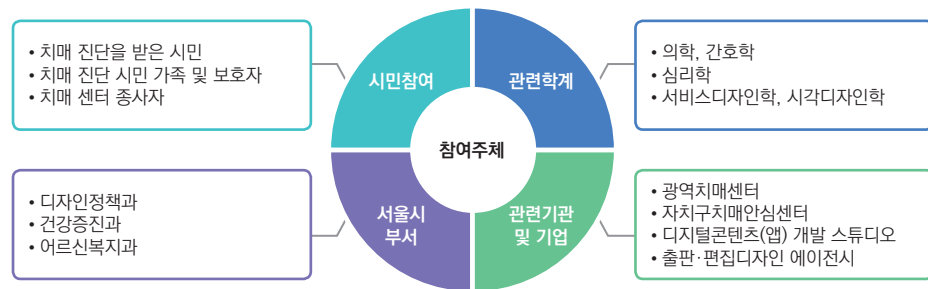 • 치매 진단을 받은 시민
• 치매 진단 시민 가족 및 보호자
• 치매 센터 종사자
시민참여
관련학계
• 의학, 간호학
• 심리학
• 서비스디자인학, 시각디자인학
참여주체
• 디자인정책과
• 건강증진과
• 어르신복지과
서울시
부서
관련기관
및 기업
• 광역치매센터
• 자치구치매안심센터
• 디지털콘텐츠(앱) 개발 스튜디오
• 출판·편집디자인 에이전시